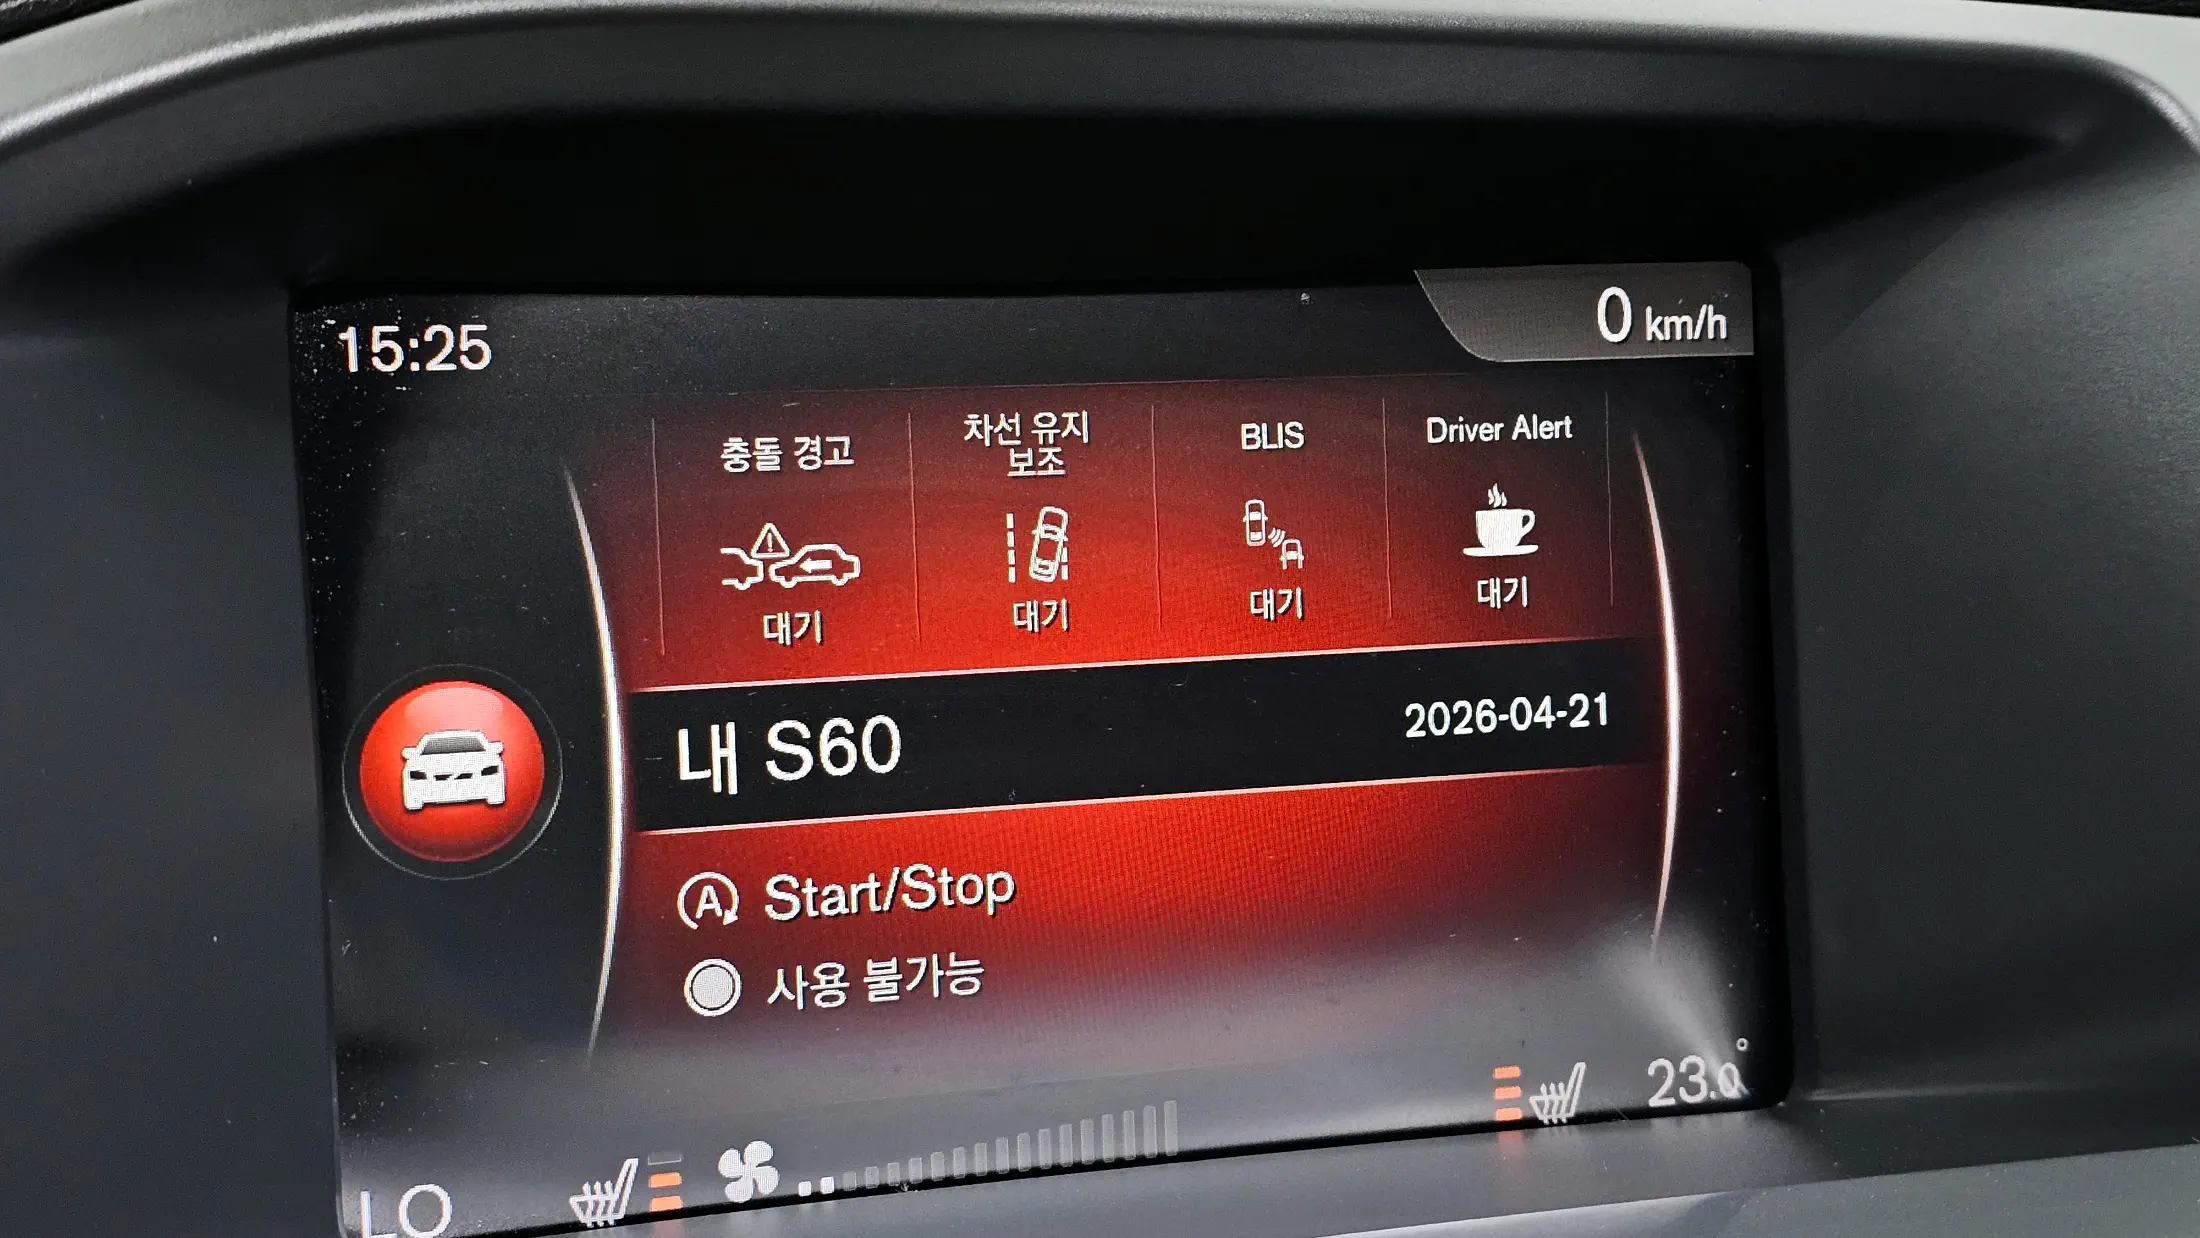 15:25
0 km/h
충돌 경고
차선 유지
보조
BLIS
Driver Alert
대기
대기
대기
대기
내 S60
2026-04-21
A Start/Stop
사용 불가능
LO
23.0°